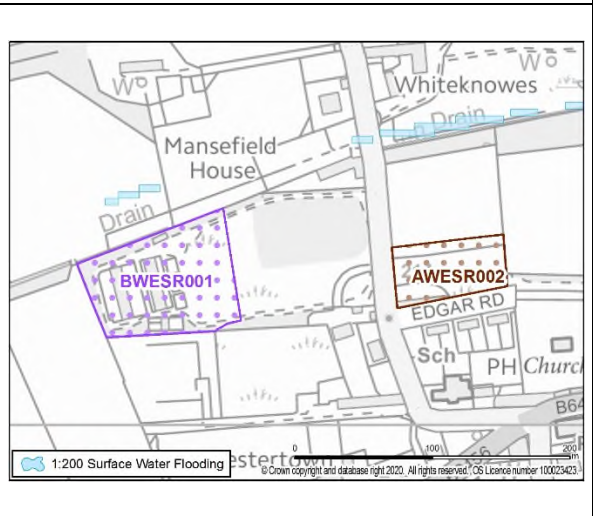 W
W
Whiteknowes
Drain
Mansefield
House
Drain
BWESR001
AWESR002
EDGAR RD
Sch
PH Church
B64
1:200 Surface Water Flooding
estertown
0 100 200
m
© Crown copyright and database right 2020. All rights reserved. OS Licence number 100023423.